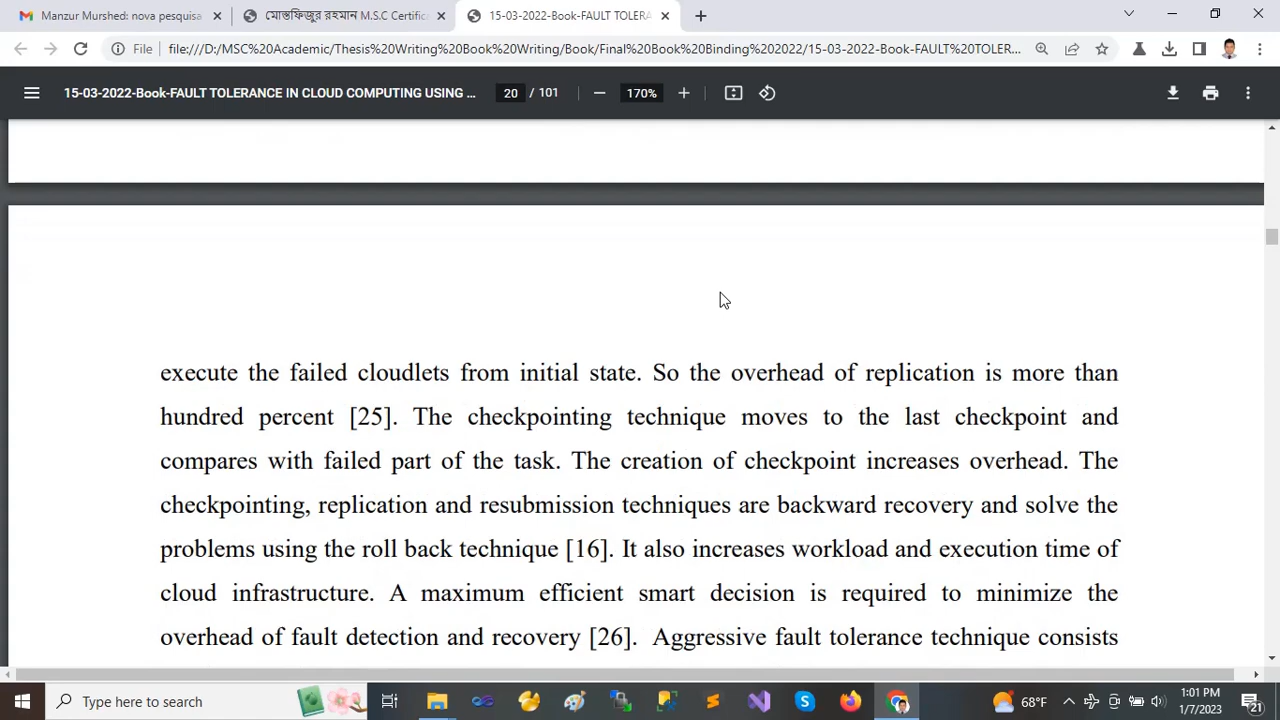 Manzur Murshed: nova pesquisa
মোস্তফিজুর রহমান M.S.C Certific
15-03-2022-Book-FAULT TOLERA
File
file:///D:/MSC%20Academic/Thesis%20Writing%20Book%20Writing/Book/Final%20Book%20Binding%202022/15-03-2022-Book-FAULT%20TOLER...
15-03-2022-Book-FAULT TOLERANCE IN CLOUD COMPUTING USING ...
20 / 101
170%
execute the failed cloudlets from initial state. So the overhead of replication is more than
hundred percent [25]. The checkpointing technique moves to the last checkpoint and
compares with failed part of the task. The creation of checkpoint increases overhead. The
checkpointing, replication and resubmission techniques are backward recovery and solve the
problems using the roll back technique [16]. It also increases workload and execution time of
cloud infrastructure. A maximum efficient smart decision is required to minimize the
overhead of fault detection and recovery [26]. Aggressive fault tolerance technique consists
Type here to search
68°F
1:01 PM
1/7/2023
21